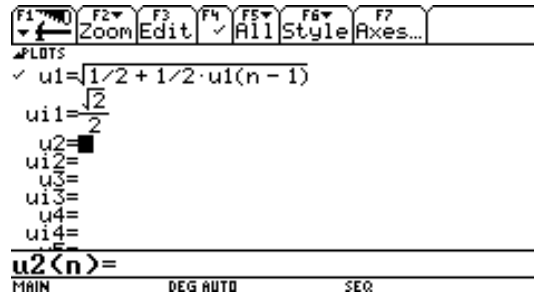 F1 F2 F3 F4 F5 F6 F7
Zoom Edit ✓ All Style Axes...
PLOTS
✓ u1=√(1/2 + 1/2·u1(n - 1))
ui1=√2/2
u2=
ui2=
u3=
ui3=
u4=
ui4=
u2(n)=
MAIN DEG AUTO SEQ